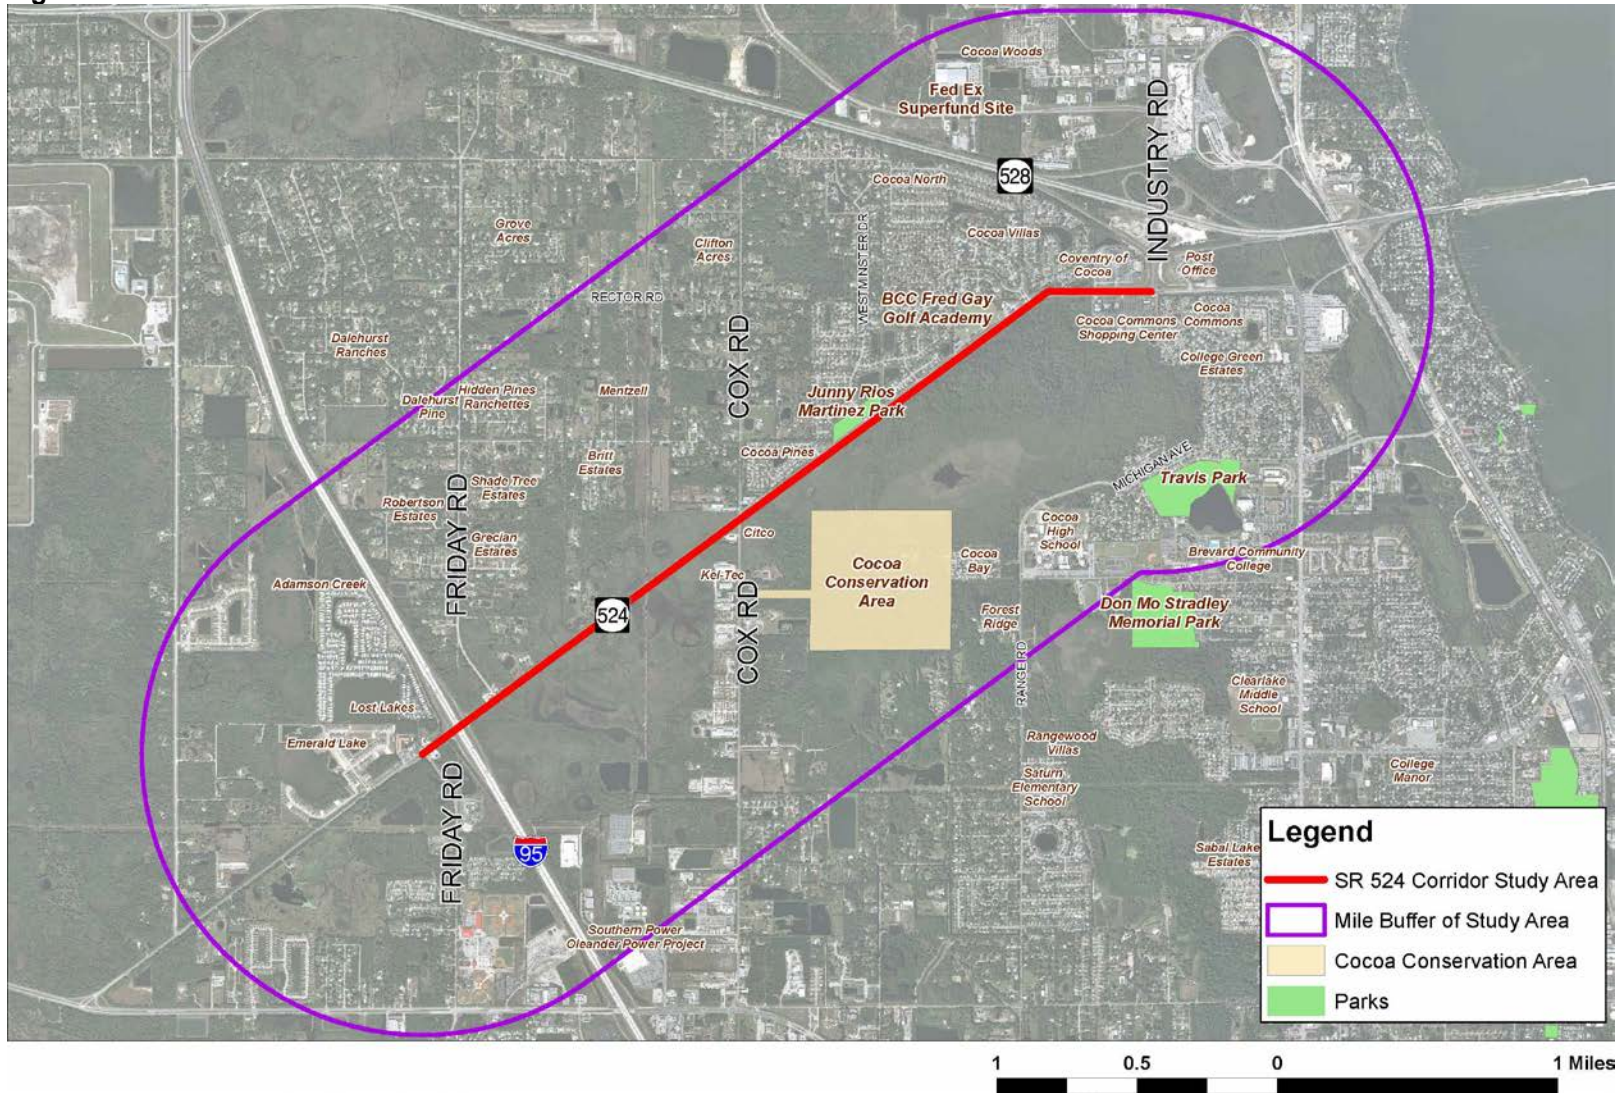 Cocoa Woods
Fed Ex
Superfund Site
INDUSTRY RD
528
Cocoa North
WESTMINSTER DR
Grove
Acres
Clifton
Acres
Cocoa Villas
Coventry of
Cocoa
Post
Office
RECTOR RD
BCC Fred Gay
Golf Academy
Cocoa Commons
Shopping Center
Cocoa
Commons
College Green
Estates
Dalehurst
Ranches
COX RD
Dalehurst
Pine
Hidden Pines
Ranchettes
Mentzell
Junny Rios
Martinez Park
Cocoa Pines
Britt
Estates
MICHIGAN AVE
Travis Park
Robertson
Estates
FRIDAY RD
Shade Tree
Estates
Grecian
Estates
Citco
Cocoa
High
School
Cocoa
Bay
Brevard Community
College
Adamson Creek
Kel-Tec
Cocoa
Conservation
Area
524
COX RD
Forest
Ridge
Don Mo Stradley
Memorial Park
RANGE RD
Clearlake
Middle
School
Lost Lakes
Emerald Lake
Rangewood
Villas
Saturn
Elementary
School
College
Manor
FRIDAY RD
95
Sabal Lake
Estates
Southern Power
Oleander Power Project
Legend
SR 524 Corridor Study Area
Mile Buffer of Study Area
Cocoa Conservation Area
Parks
1 0.5 0 1 Miles